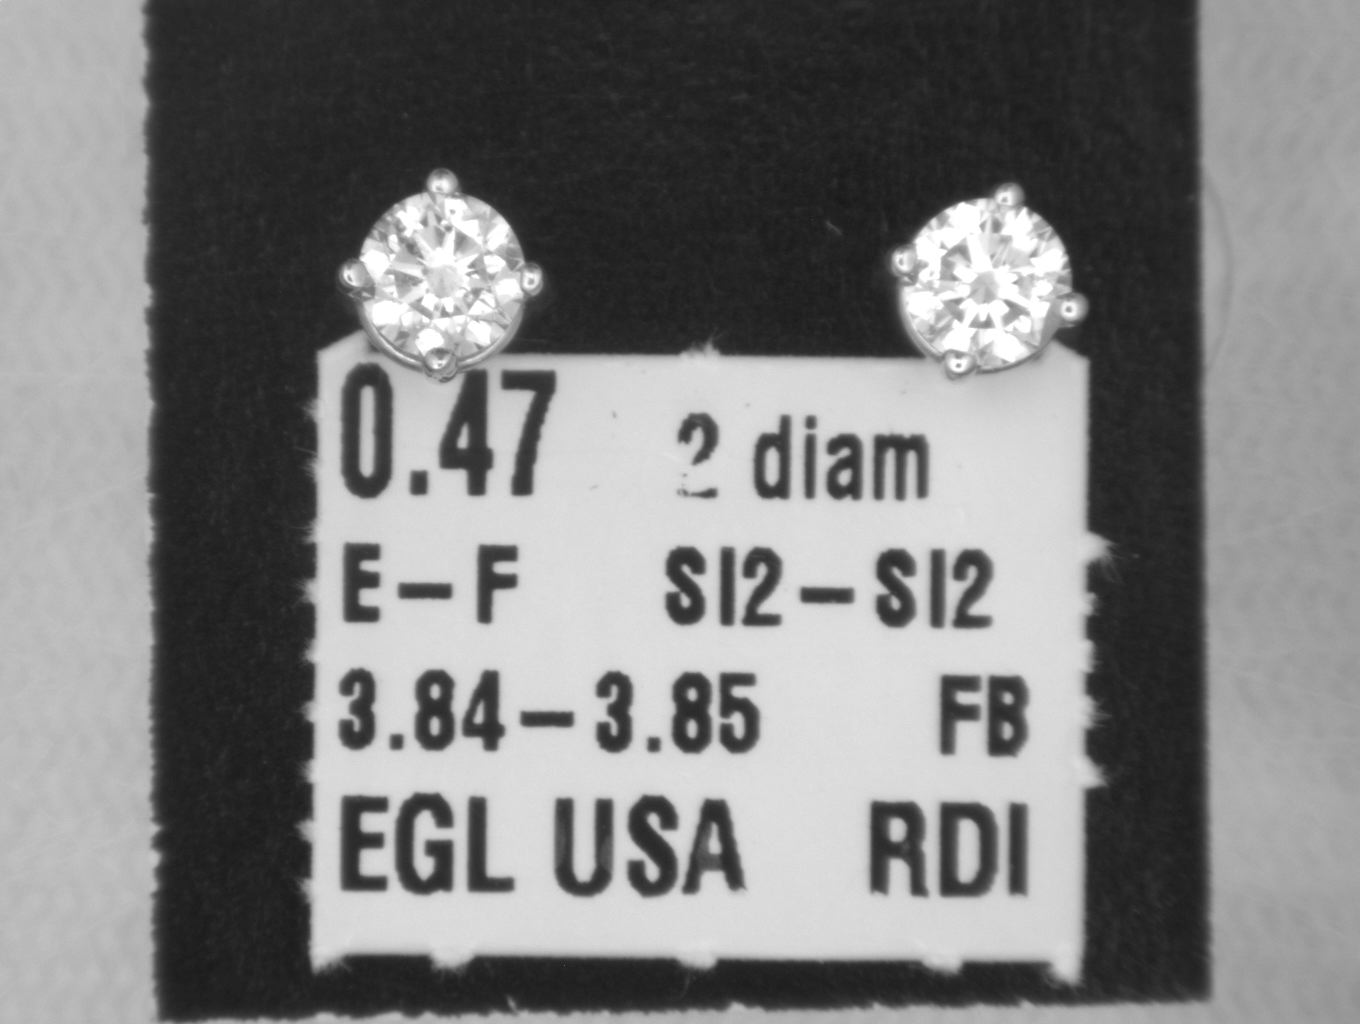 0.47 2 diam
E-F SI2-SI2
3.84-3.85 FB
EGL USA RDI